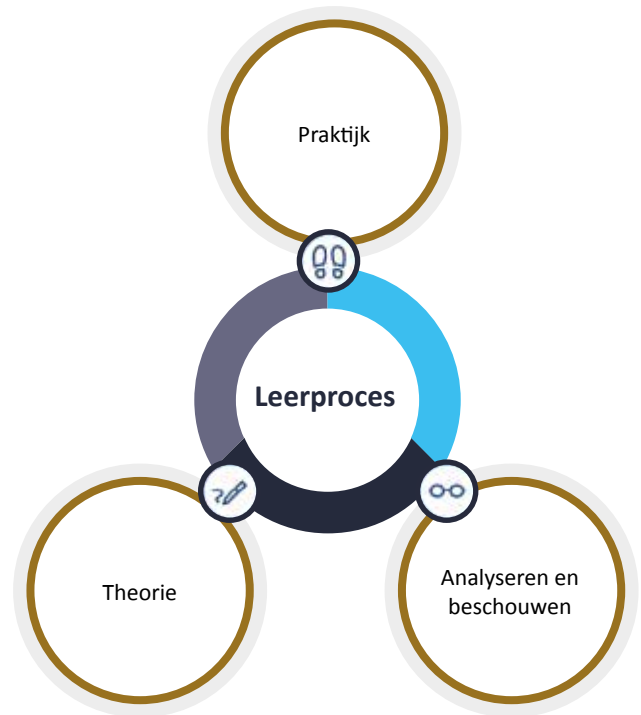 Praktijk
Leerproces
Theorie
Analyseren en
beschouwen